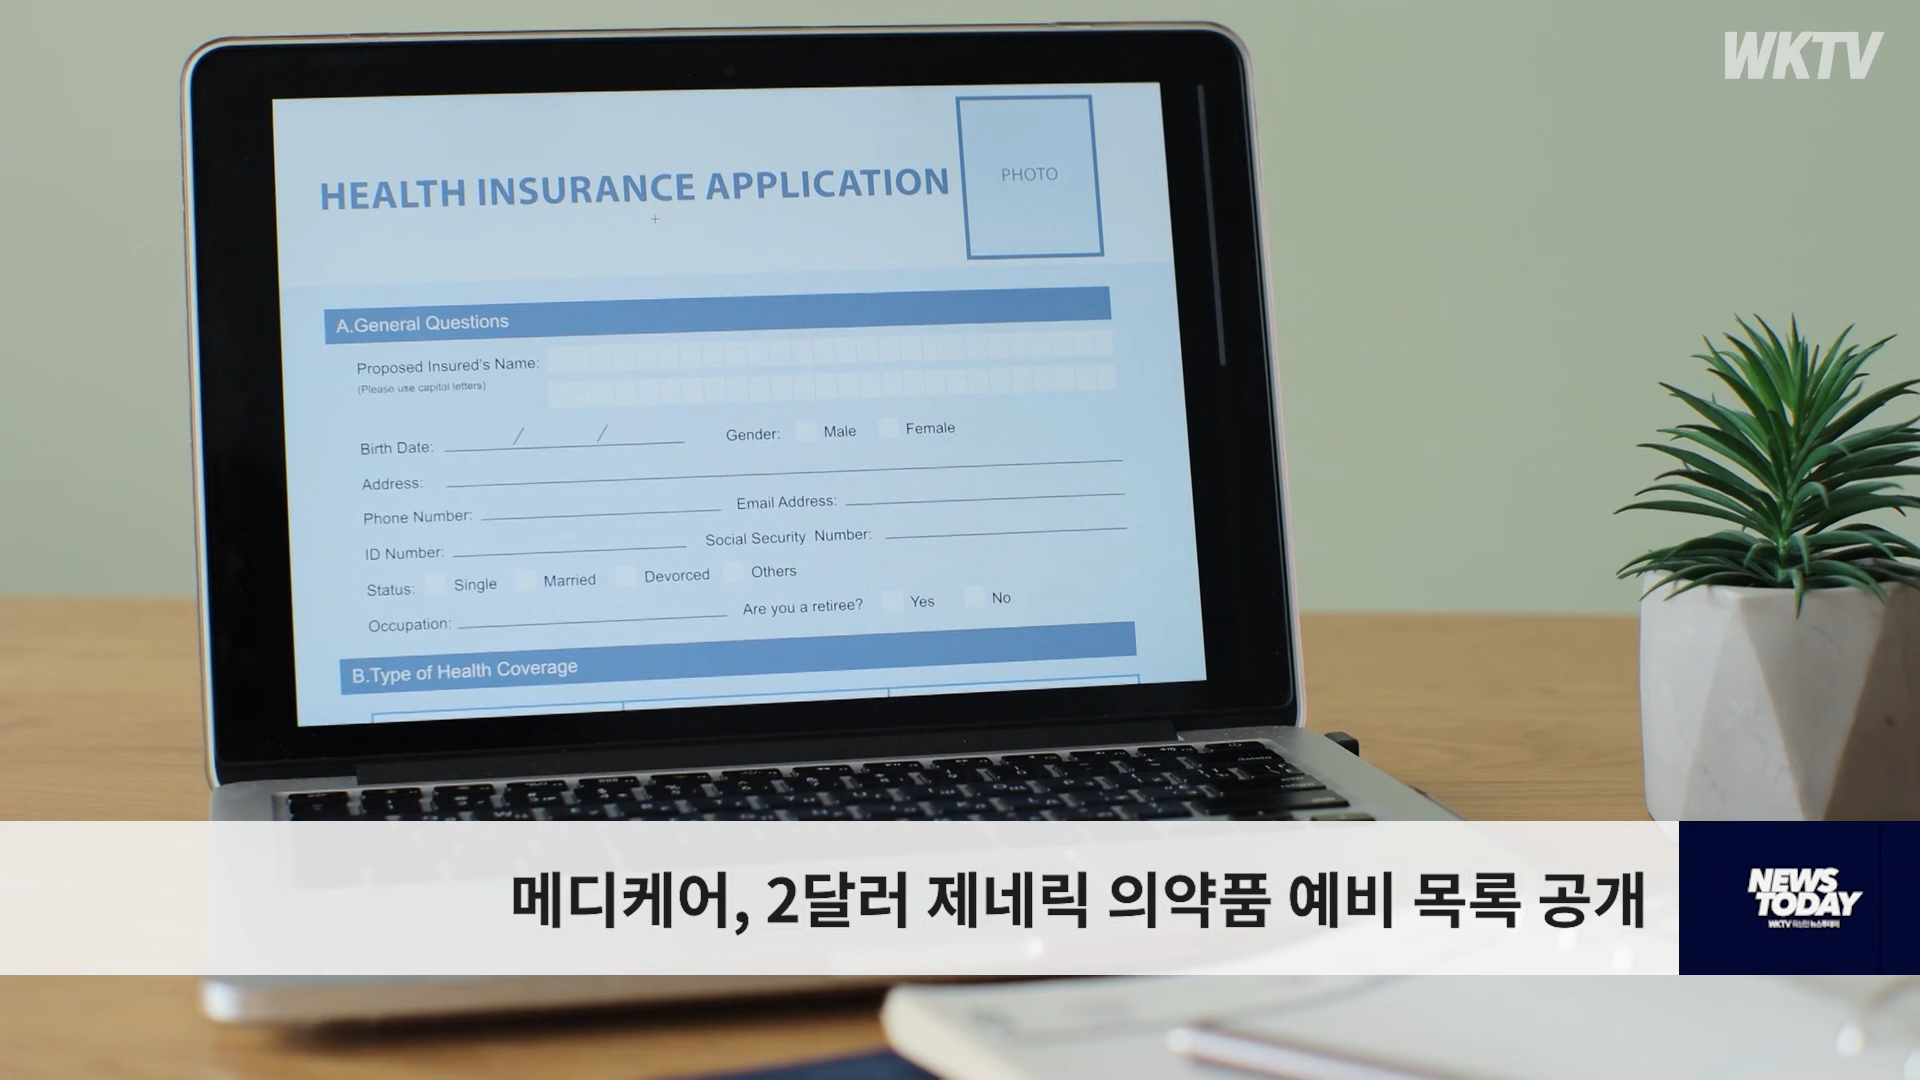 WKTV
HEALTH INSURANCE APPLICATION
PHOTO
A.General Questions
Proposed Insured's Name:
(Please use capital letters)
Birth Date: / / Gender: Male Female
Address:
Phone Number: Email Address:
ID Number: Social Security Number:
Status: Single Married Devorced Others
Occupation: Are you a retiree? Yes No
B.Type of Health Coverage
메디케어, 2달러 제네릭 의약품 예비 목록 공개
NEWS
TODAY
WKTV